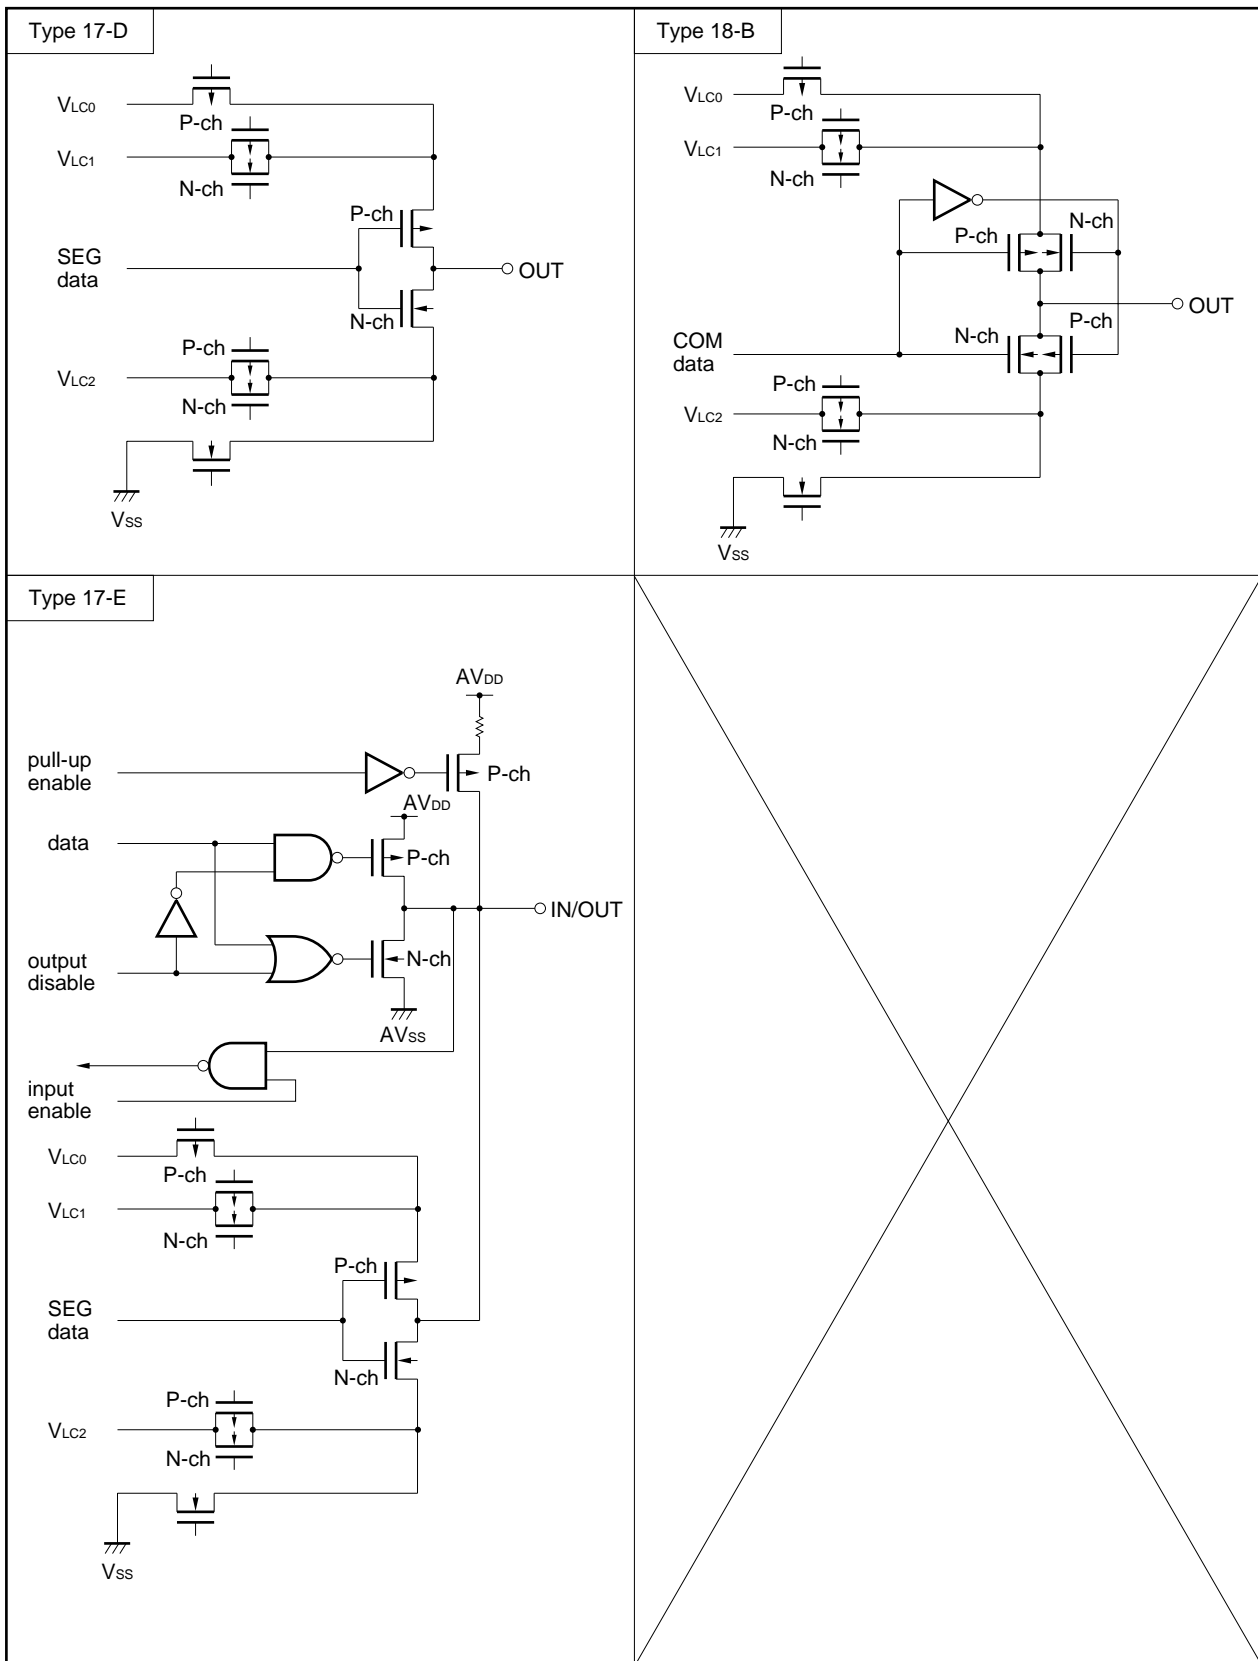 Type 17-D
VLC0
P-ch
VLC1
N-ch
P-ch
SEG
data
OUT
N-ch
P-ch
VLC2
N-ch
VSS
Type 18-B
VLC0
P-ch
VLC1
N-ch
P-ch
N-ch
OUT
N-ch
P-ch
COM
data
P-ch
VLC2
N-ch
VSS
Type 17-E
AVDD
pull-up
enable
P-ch
AVDD
data
P-ch
IN/OUT
output
disable
N-ch
AVSS
input
enable
VLC0
P-ch
VLC1
N-ch
P-ch
SEG
data
N-ch
P-ch
VLC2
N-ch
VSS